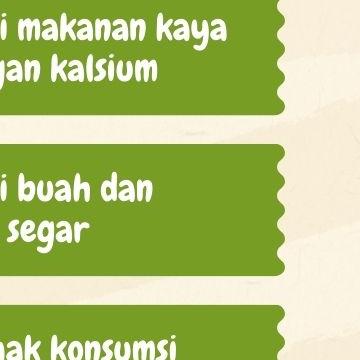 i makanan kaya
gan kalsium
i buah dan
segar
nak konsumsi